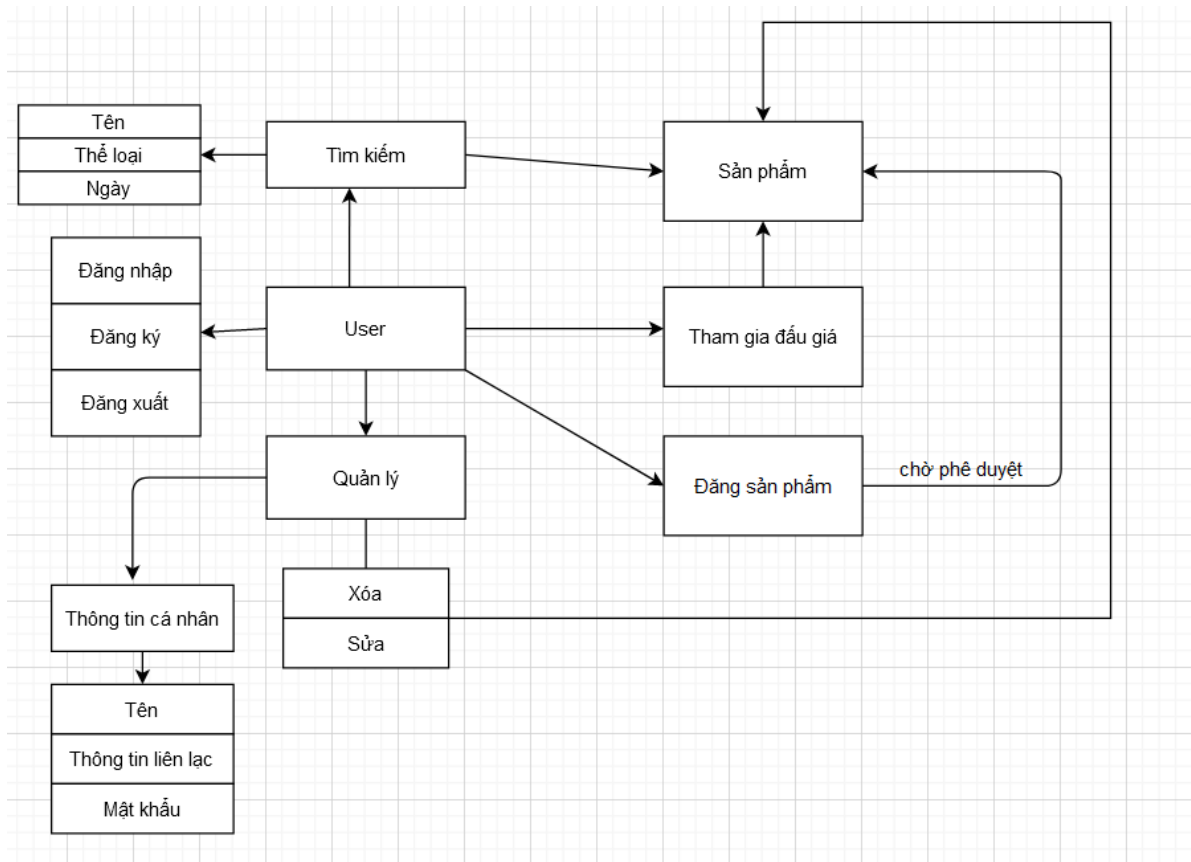 Tên
Thể loại
Ngày
Tìm kiếm
Sản phẩm
Đăng nhập
Đăng ký
Đăng xuất
User
Tham gia đấu giá
Quản lý
Đăng sản phẩm
chờ phê duyệt
Xóa
Sửa
Thông tin cá nhân
Tên
Thông tin liên lạc
Mật khẩu